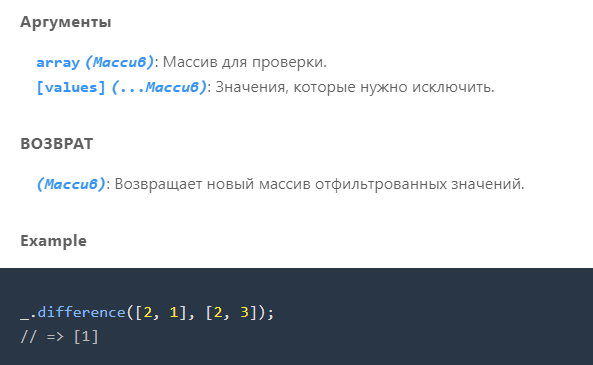 Аргументы
array (Массив): Массив для проверки.
[values] (...Массив): Значения, которые нужно исключить.
ВОЗВРАТ
(Массив): Возвращает новый массив отфильтрованных значений.
Example
_.difference([2, 1], [2, 3]);
// => [1]